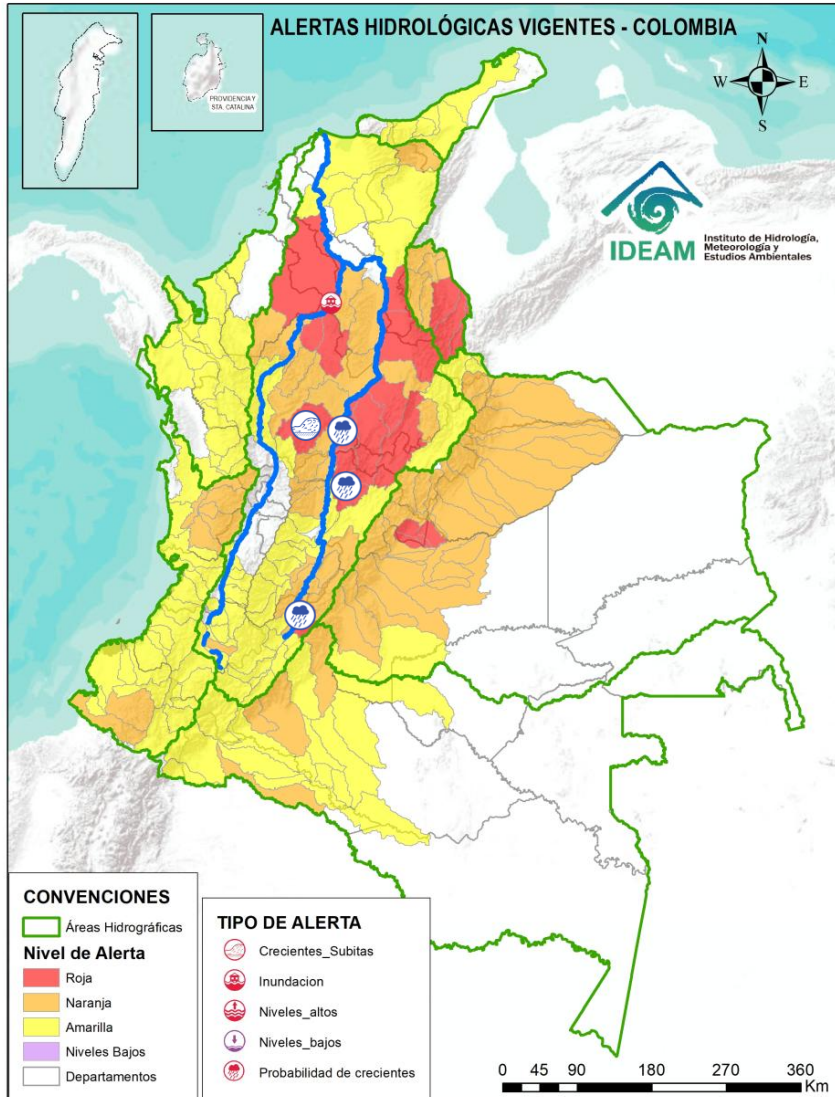 ALERTAS HIDROLÓGICAS VIGENTES - COLOMBIA
PROVIDENCIA Y
STA. CATALINA
N
W
E
S
IDEAM
Instituto de Hidrología,
Meteorología y
Estudios Ambientales
CONVENCIONES
Áreas Hidrográficas
Nivel de Alerta
Roja
Naranja
Amarilla
Niveles Bajos
Departamentos
TIPO DE ALERTA
Crecientes_Subitas
Inundacion
Niveles_altos
Niveles_bajos
Probabilidad de crecientes
0 45 90 180 270 360
Km